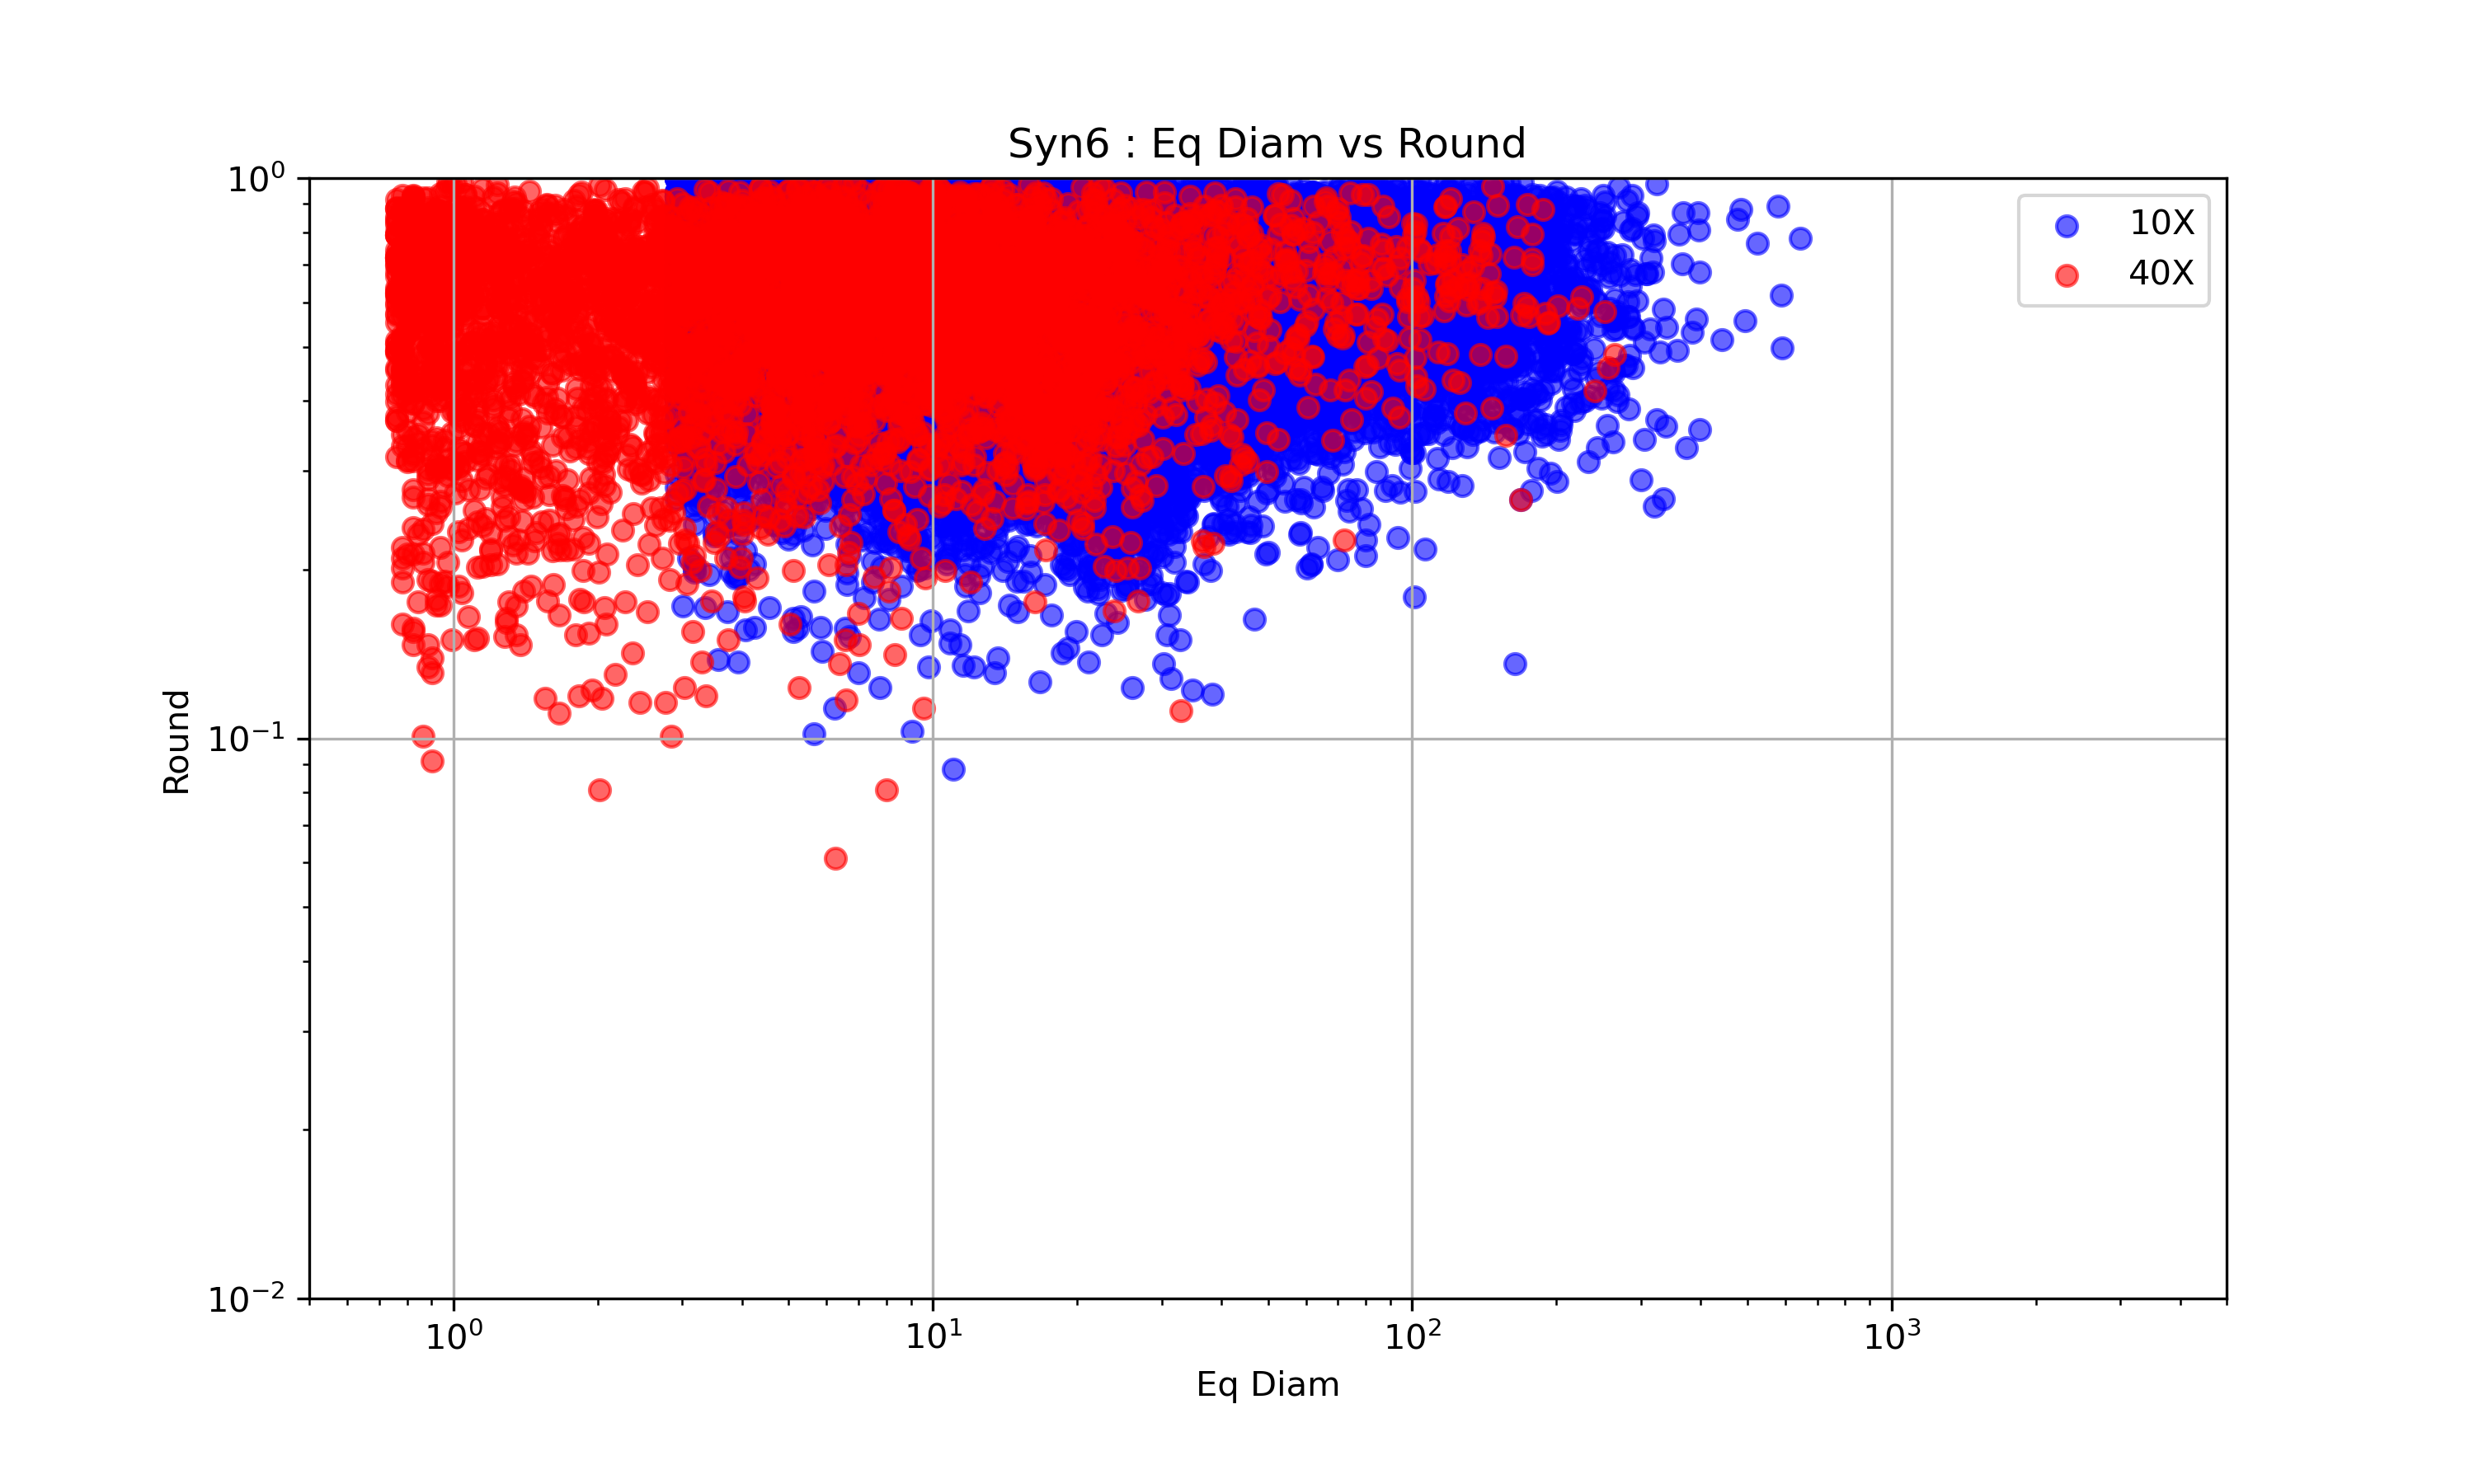 Syn6 : Eq Diam vs Round
10⁰
10⁻¹
10⁻²
Round
10X
40X
10⁰ 10¹ 10² 10³
Eq Diam